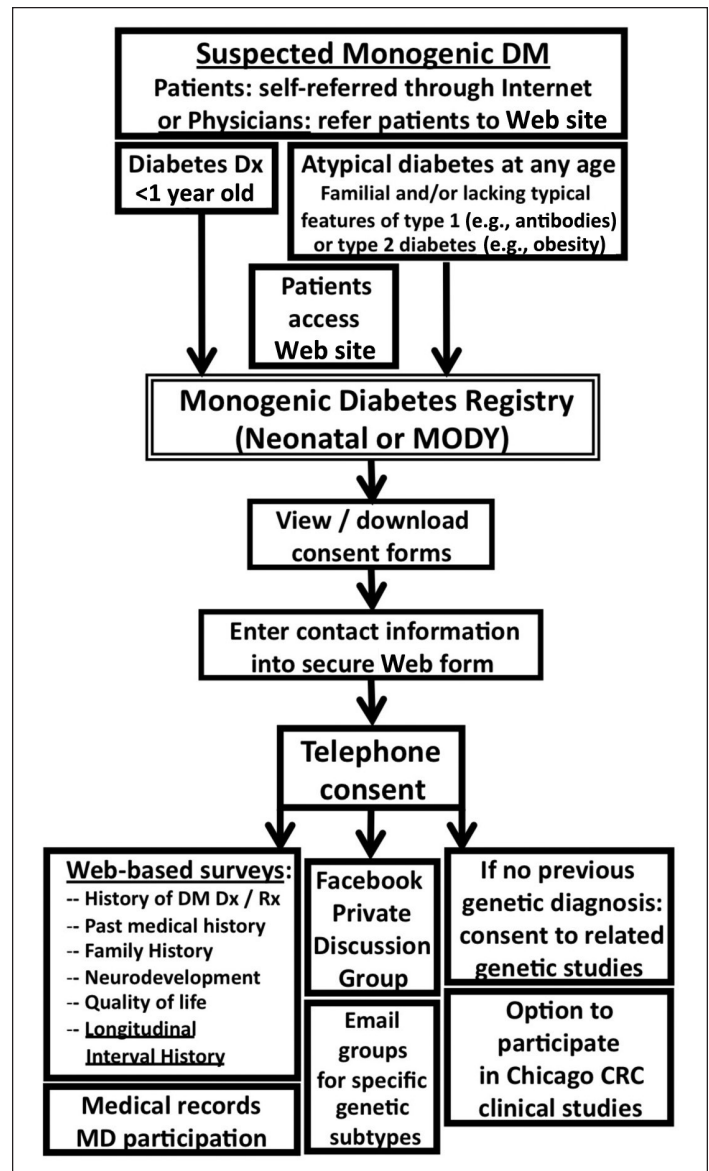 Suspected Monogenic DM
Patients: self-referred through Internet
or Physicians: refer patients to Web site
Diabetes Dx
<1 year old
Atypical diabetes at any age
Familial and/or lacking typical
features of type 1 (e.g., antibodies)
or type 2 diabetes (e.g., obesity)
Patients
access
Web site
Monogenic Diabetes Registry
(Neonatal or MODY)
View / download
consent forms
Enter contact information
into secure Web form
Telephone
consent
Web-based surveys:
-- History of DM Dx / Rx
-- Past medical history
-- Family History
-- Neurodevelopment
-- Quality of life
-- Longitudinal
Interval History
Medical records
MD participation
Facebook
Private
Discussion
Group
Email
groups
for specific
genetic
subtypes
If no previous
genetic diagnosis:
consent to related
genetic studies
Option to
participate
in Chicago CRC
clinical studies